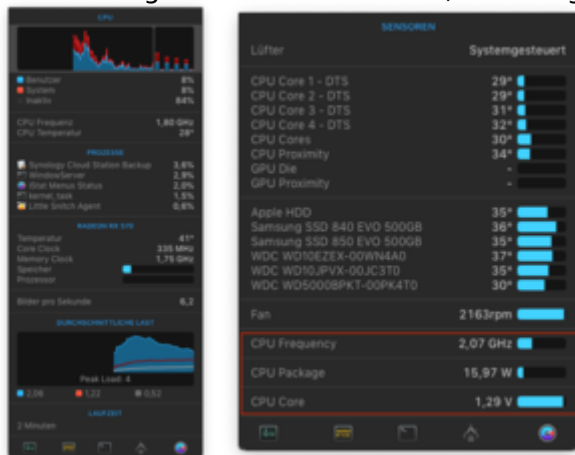 CPU
Benutzer 8%
System 8%
Inaktiv 84%
CPU Frequenz 1,80 GHz
CPU Temperatur 28°
PROZESSE
Synology Cloud Station Backup 3,6%
WindowServer 2,9%
iStat Menus Status 2,0%
kernel_task 1,5%
Little Snitch Agent 0,6%
RADEON RX 570
Temperatur 41°
Core Clock 335 MHz
Memory Clock 1,75 GHz
Speicher
Prozessor
Bilder pro Sekunde 6,2
DURCHSCHNITTLICHE LAST
Peak Load: 4
2,06 1,22 0,52
LAUFZEIT
2 Minuten
SENSOREN
Lüfter Systemgesteuert
CPU Core 1 - DTS 29°
CPU Core 2 - DTS 29°
CPU Core 3 - DTS 31°
CPU Core 4 - DTS 32°
CPU Cores 30°
CPU Proximity 34°
GPU Die -
GPU Proximity -
Apple HDD 35°
Samsung SSD 840 EVO 500GB 36°
Samsung SSD 850 EVO 500GB 35°
WDC WD10EZEX-00WN4A0 37°
WDC WD10JPVX-00JC3T0 35°
WDC WD5000BPKT-00PK4T0 30°
Fan 2163rpm
CPU Frequency 2,07 GHz
CPU Package 15,97 W
CPU Core 1,29 V